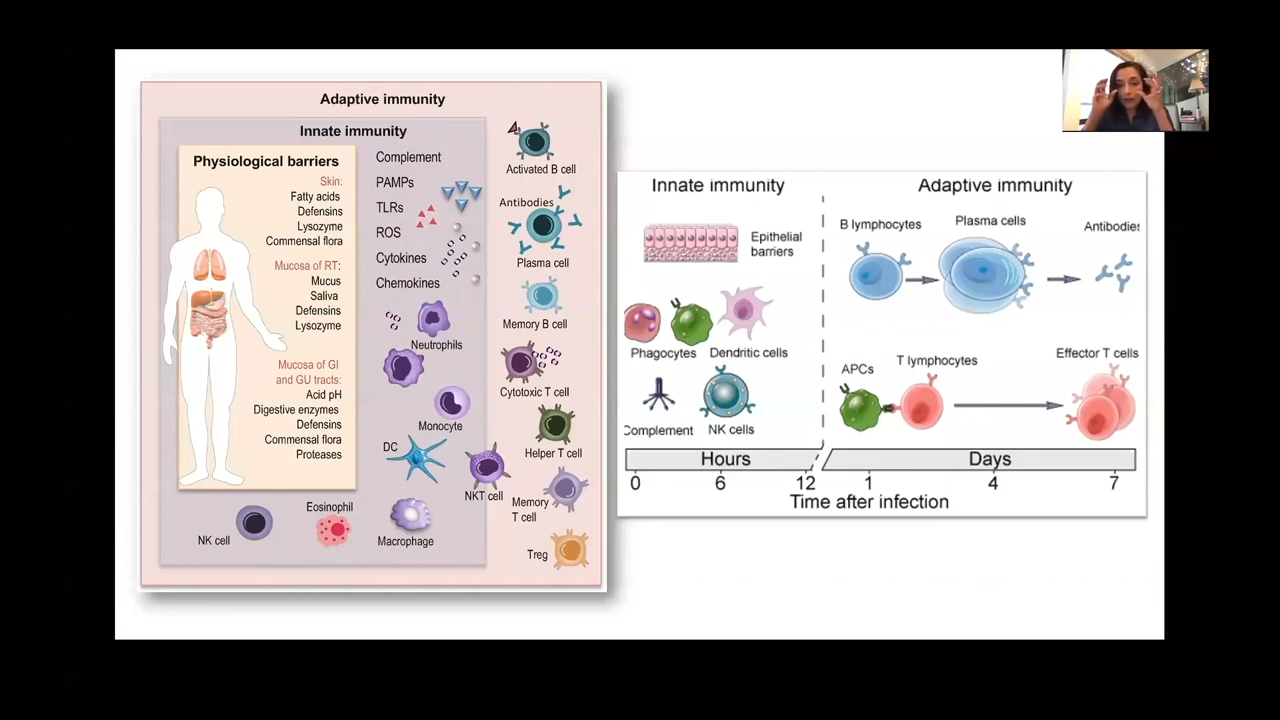 Adaptive immunity
Innate immunity
Physiological barriers
Skin:
Fatty acids
Defensins
Lysozyme
Commensal flora
Mucosa of RT:
Mucus
Saliva
Defensins
Lysozyme
Mucosa of GI
and GU tracts:
Acid pH
Digestive enzymes
Defensins
Commensal flora
Proteases
Complement
PAMPs
TLRs
ROS
Cytokines
Chemokines
Neutrophils
Monocyte
DC
NKT cell
Macrophage
Eosinophil
NK cell
Activated B cell
Antibodies
Plasma cell
Memory B cell
Cytotoxic T cell
Helper T cell
Memory
T cell
Treg
Innate immunity
Epithelial
barriers
Phagocytes
Dendritic cells
Complement
NK cells
Adaptive immunity
B lymphocytes
Plasma cells
Antibodies
APCs
T lymphocytes
Effector T cells
Hours
Days
0 6 12 1 4 7
Time after infection